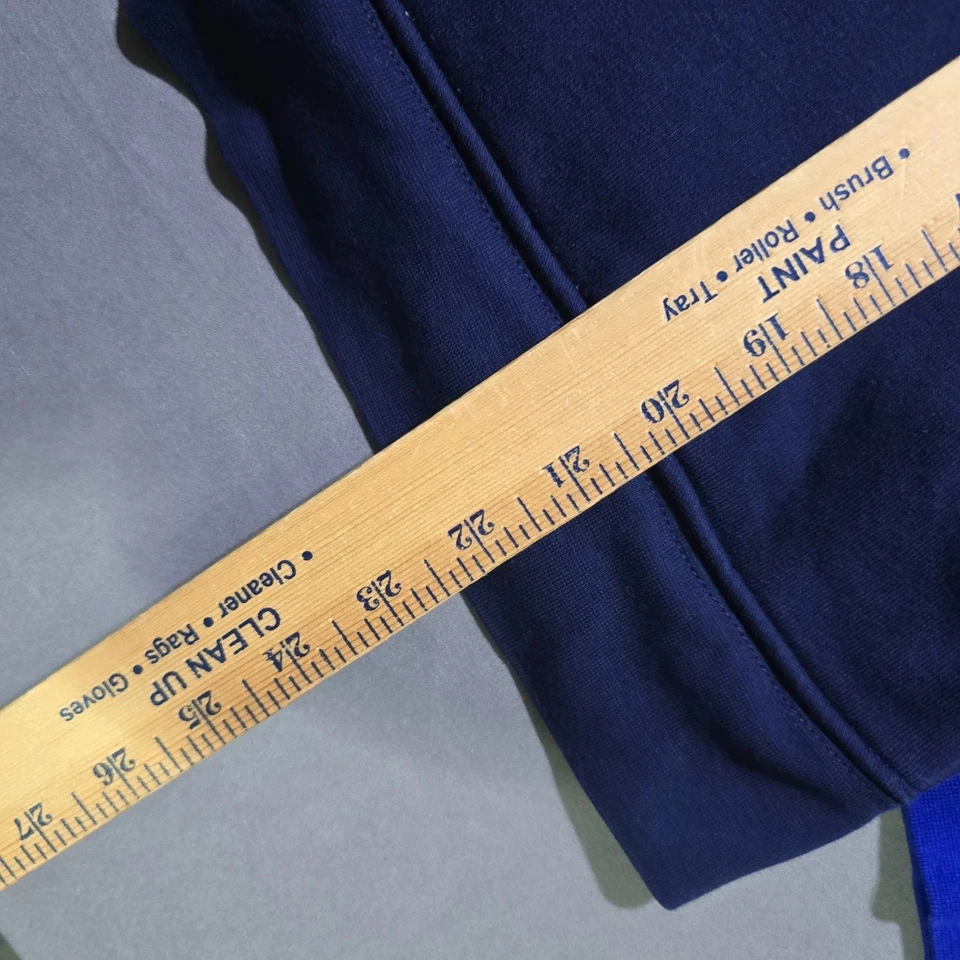 PAINT
• Brush • Roller • Tray
CLEAN UP
• Cleaner • Rags • Gloves
18 19 20 21 22 23 24 25 26 27